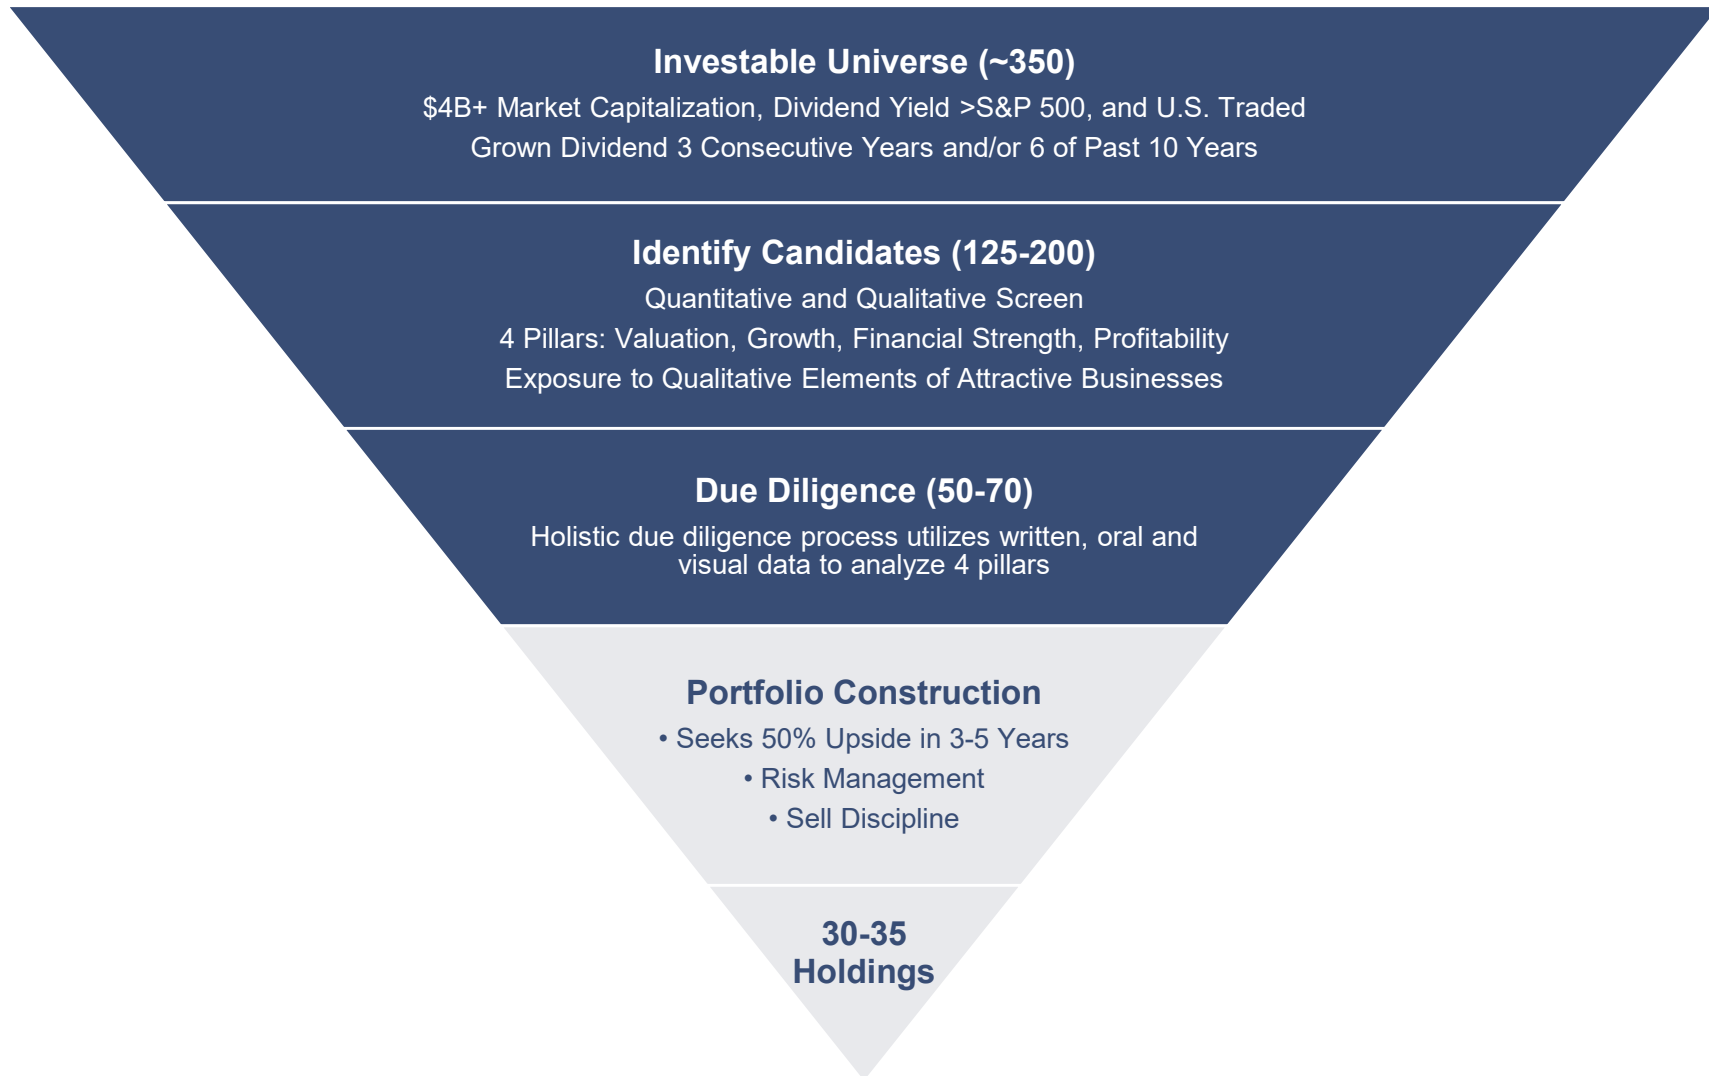 Investable Universe (~350)
$4B+ Market Capitalization, Dividend Yield >S&P 500, and U.S. Traded
Grown Dividend 3 Consecutive Years and/or 6 of Past 10 Years
Identify Candidates (125-200)
Quantitative and Qualitative Screen
4 Pillars: Valuation, Growth, Financial Strength, Profitability
Exposure to Qualitative Elements of Attractive Businesses
Due Diligence (50-70)
Holistic due diligence process utilizes written, oral and
visual data to analyze 4 pillars
Portfolio Construction
• Seeks 50% Upside in 3-5 Years
• Risk Management
• Sell Discipline
30-35
Holdings